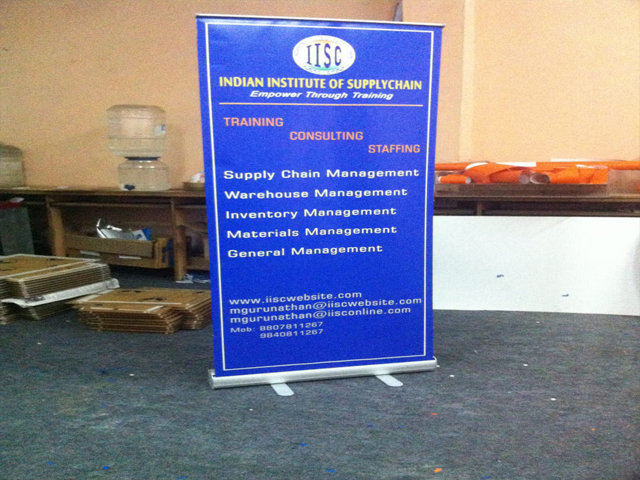 IISC
INDIAN INSTITUTE OF SUPPLYCHAIN
Empower Through Training
TRAINING
CONSULTING
STAFFING
Supply Chain Management
Warehouse Management
Inventory Management
Materials Management
General Management
www.iiscwebsite.com
mgurunathan@iiscwebsite.com
mgurunathan@iisconline.com
Mob: 8807811267
9840811267